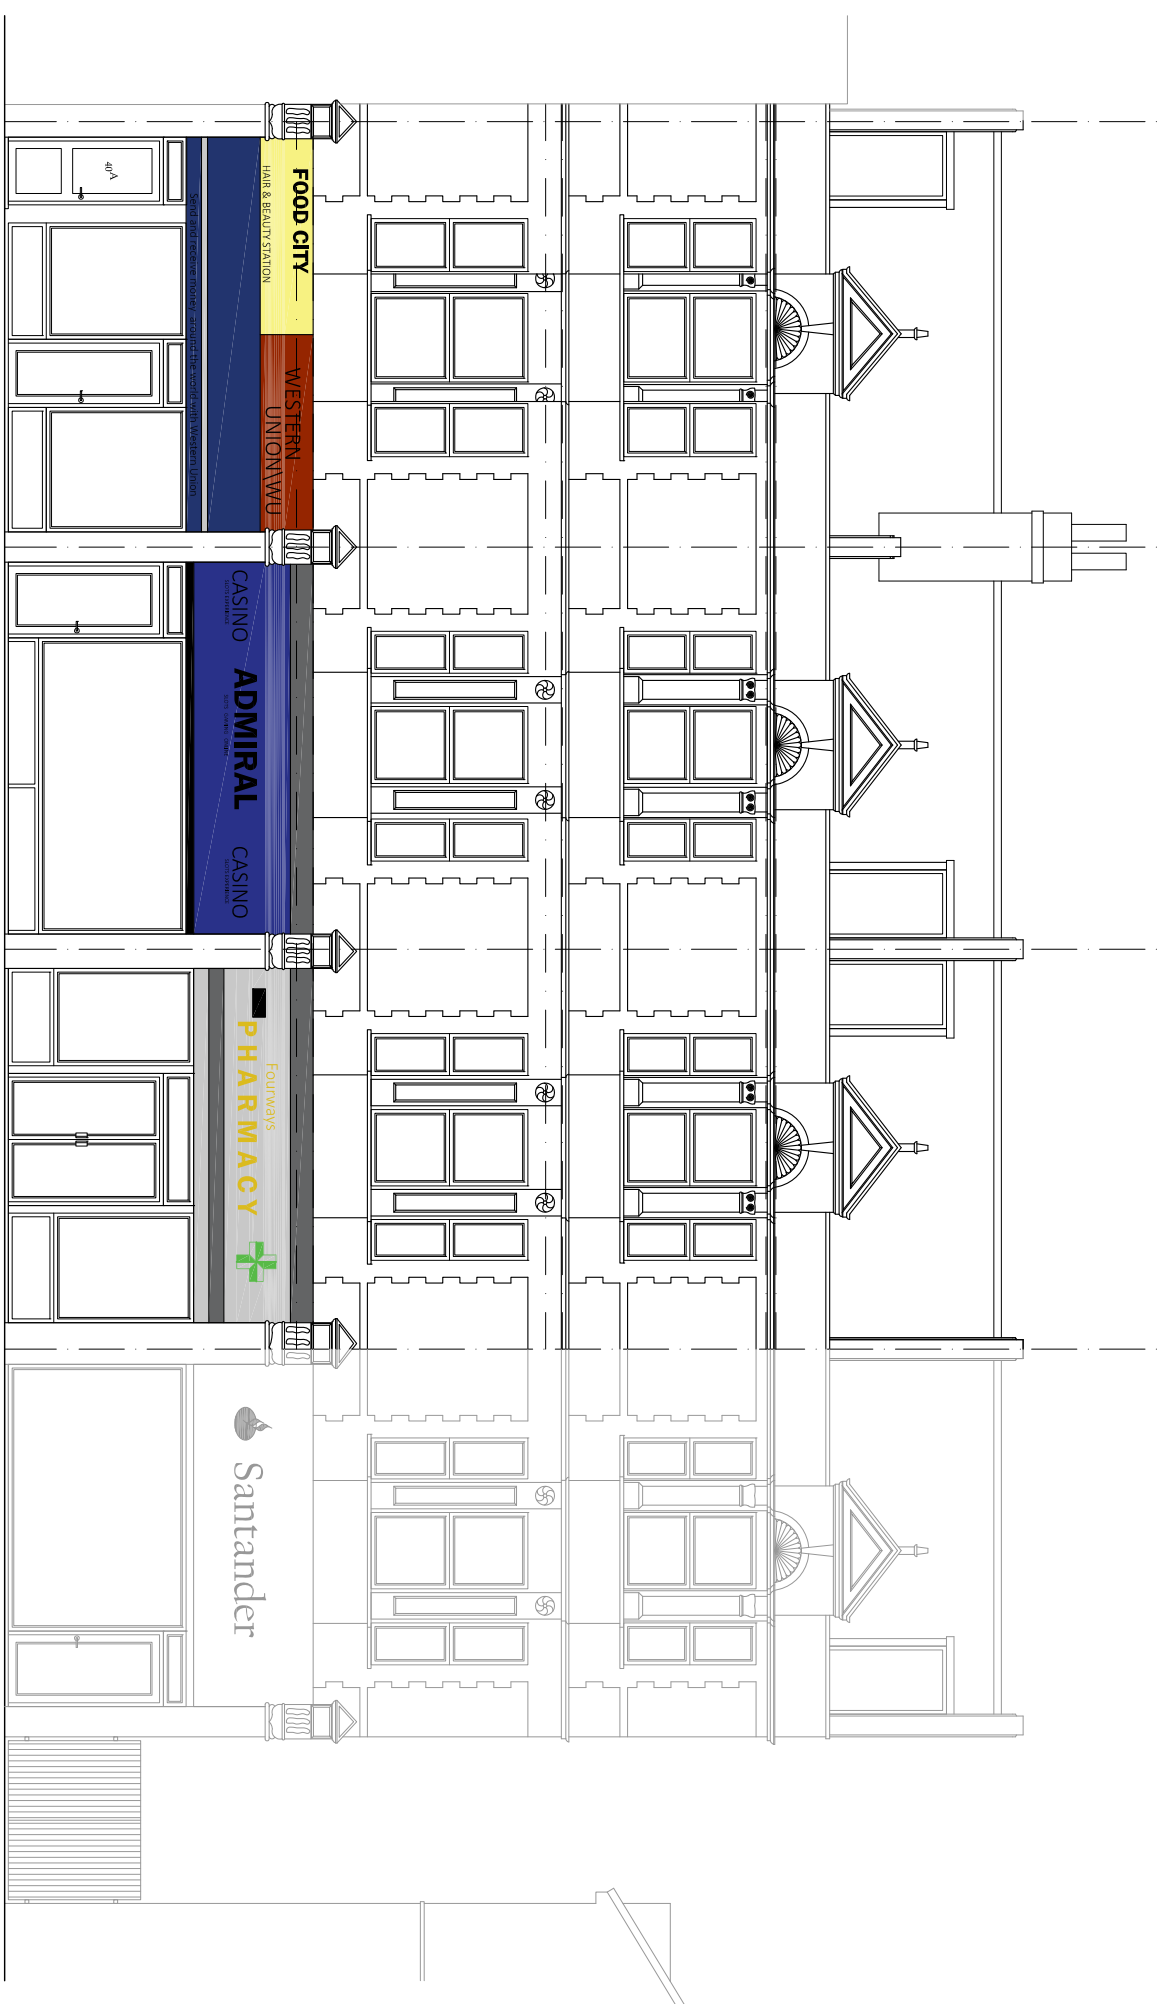 40A
FOOD CITY
HAIR & BEAUTY STATION
WESTERN
UNION\WU
Send and receive money around the world with Western Union
CASINO
ADMIRAL
CASINO
Fourways
PHARMACY
Santander